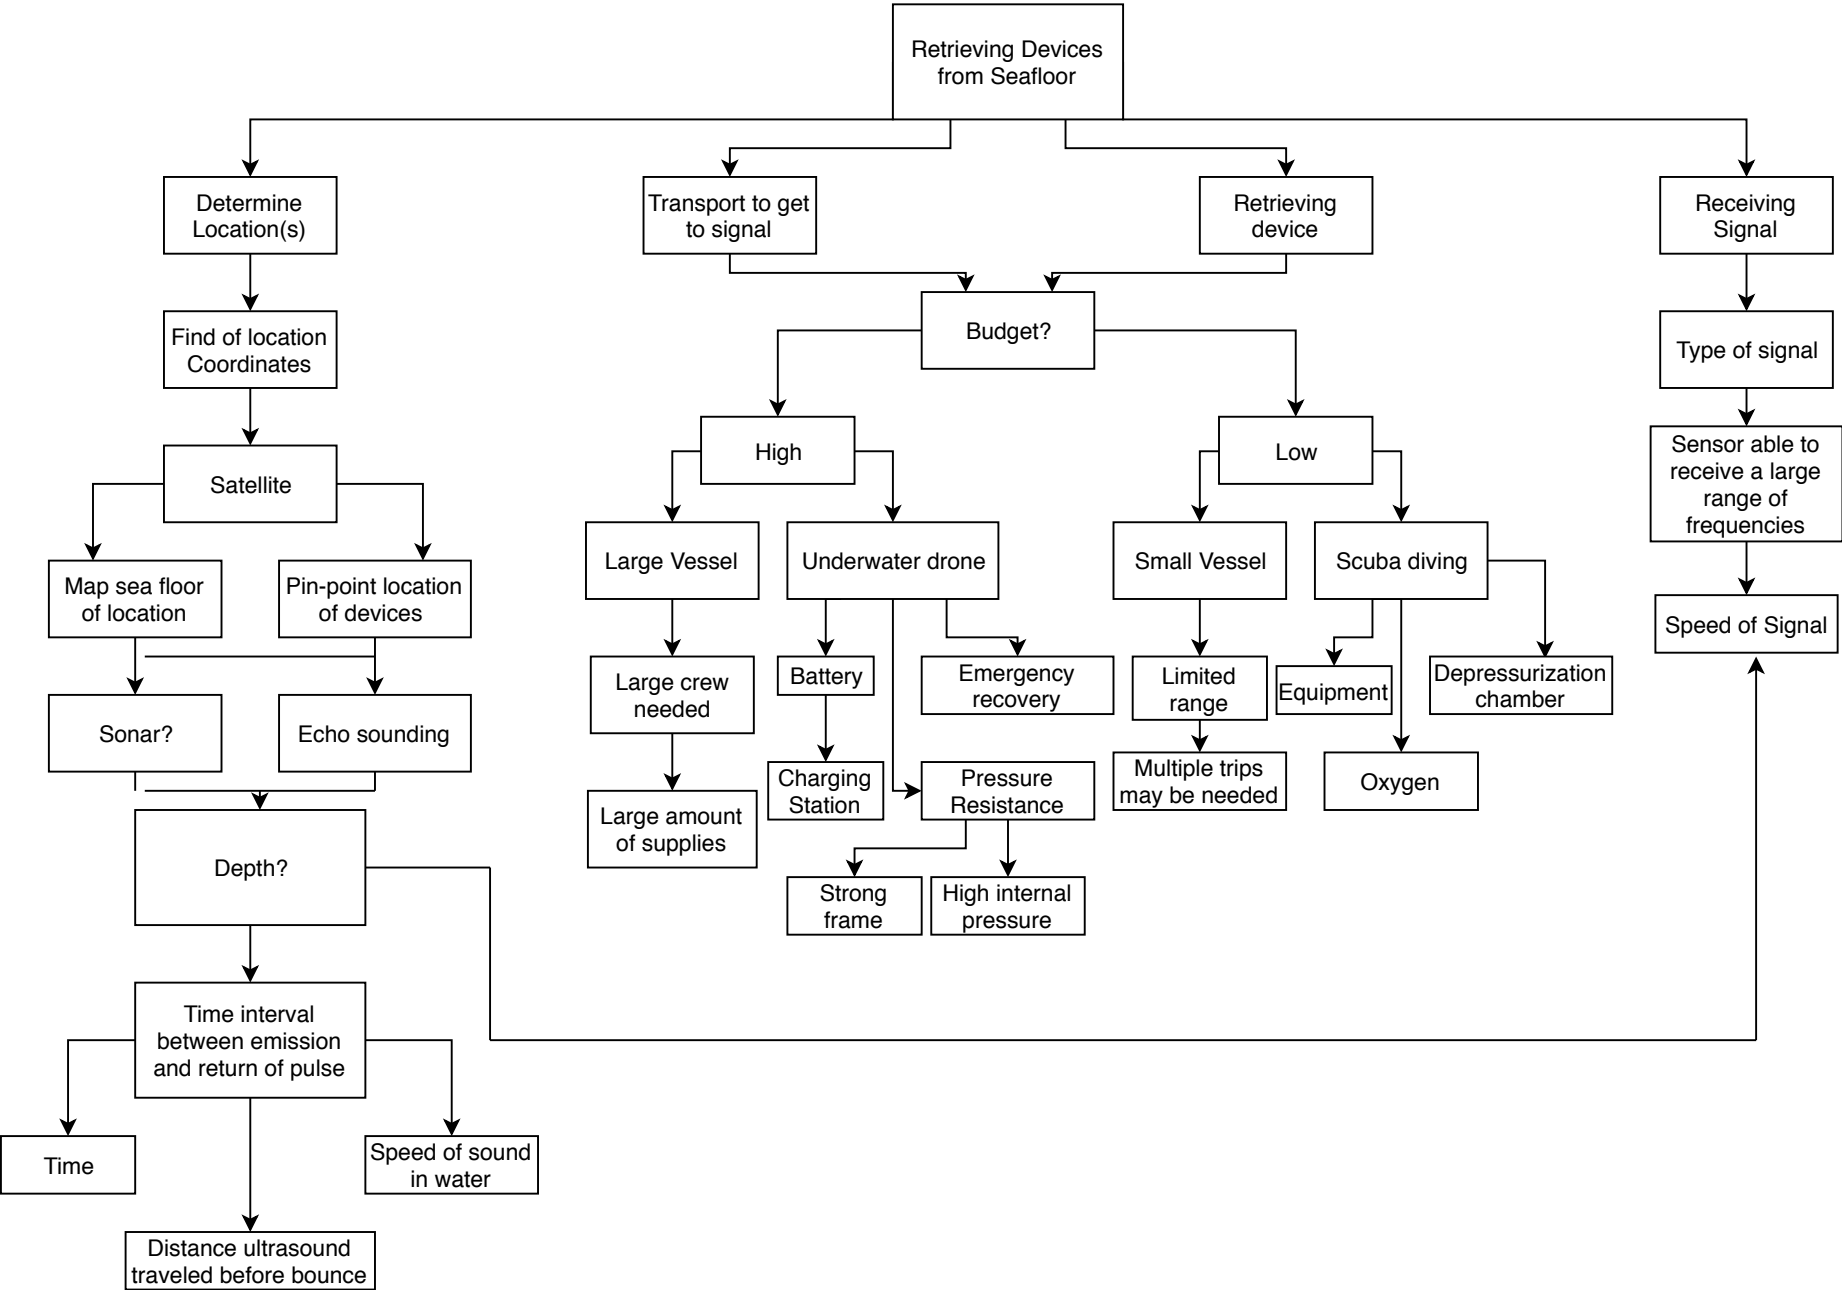 Retrieving Devices
from Seafloor
Determine
Location(s)
Transport to get
to signal
Retrieving
device
Receiving
Signal
Find of location
Coordinates
Budget?
Type of signal
Satellite
High
Low
Sensor able to
receive a large
range of
frequencies
Map sea floor
of location
Pin-point location
of devices
Large Vessel
Underwater drone
Small Vessel
Scuba diving
Speed of Signal
Large crew
needed
Battery
Emergency
recovery
Limited
range
Equipment
Depressurization
chamber
Sonar?
Echo sounding
Charging
Station
Pressure
Resistance
Multiple trips
may be needed
Oxygen
Large amount
of supplies
Depth?
Strong
frame
High internal
pressure
Time interval
between emission
and return of pulse
Time
Speed of sound
in water
Distance ultrasound
traveled before bounce